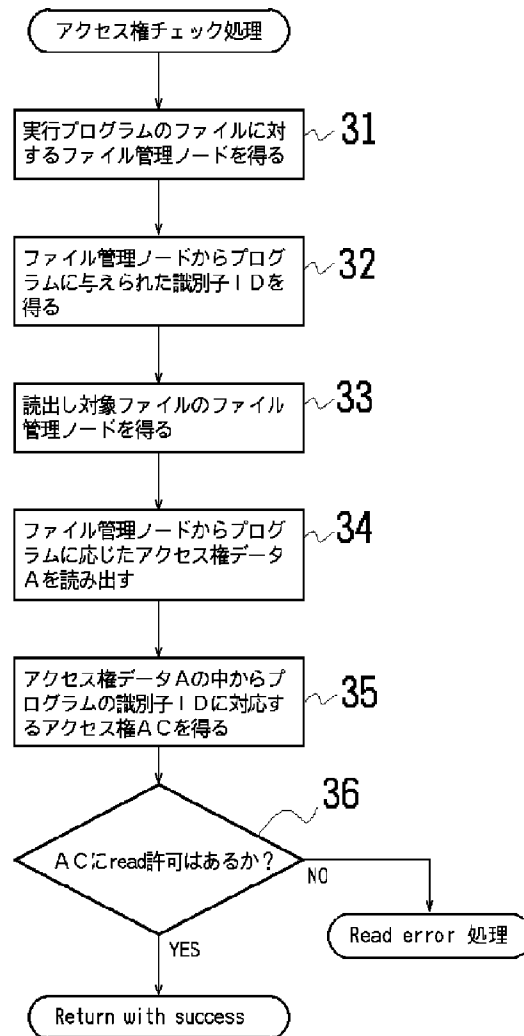 アクセス権チェック処理
実行プログラムのファイルに対
するファイル管理ノードを得る
31
ファイル管理ノードからプログ
ラムに与えられた識別子IDを
得る
32
読出し対象ファイルのファイル
管理ノードを得る
33
ファイル管理ノードからプログ
ラムに応じたアクセス権データ
Aを読み出す
34
アクセス権データAの中からプ
ログラムの識別子IDに対応す
るアクセス権ACを得る
35
36
ACにread許可はあるか?
NO
YES
Read error 処理
Return with success